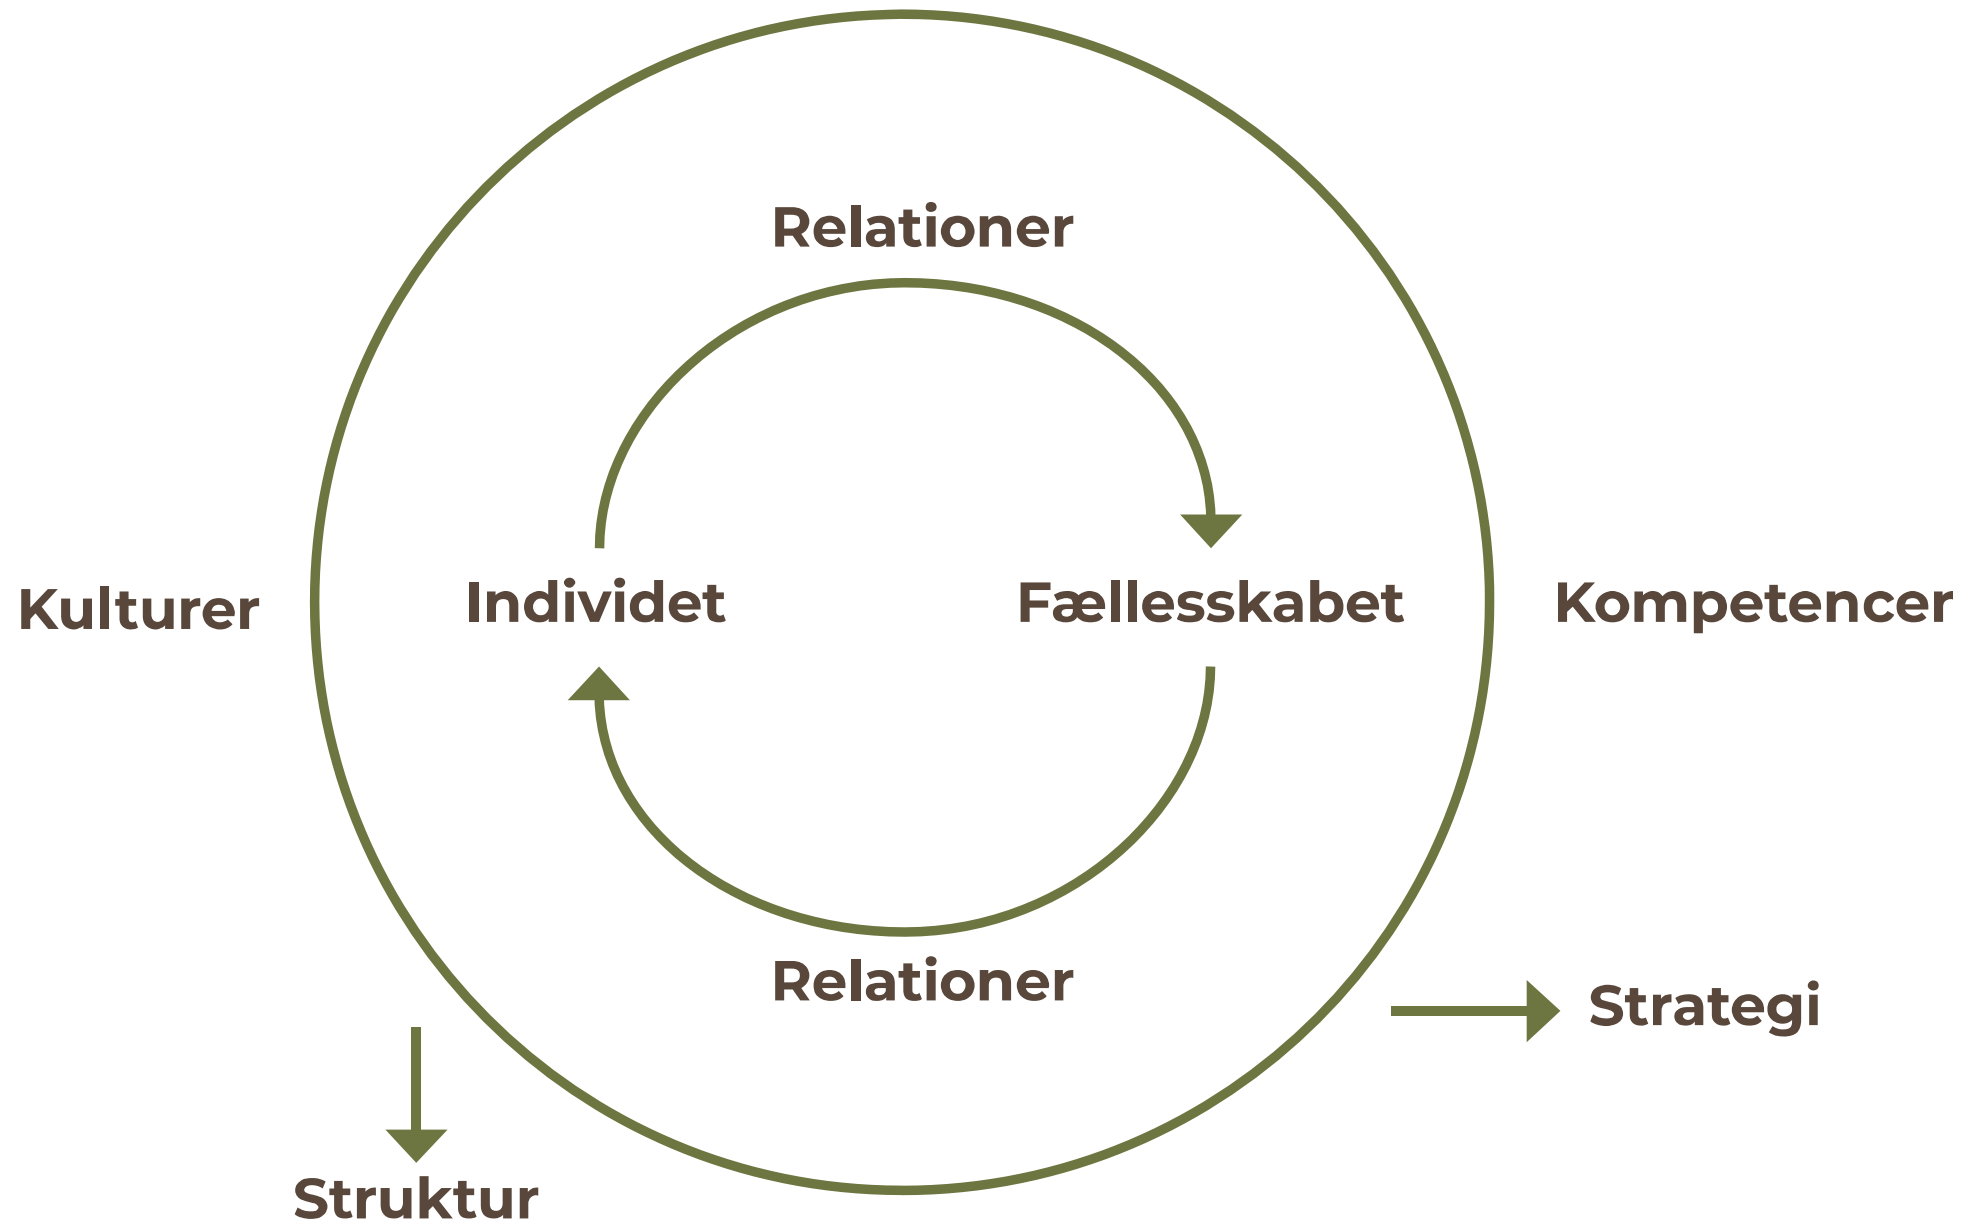 Relationer
Kulturer
Individet
Fællesskabet
Kompetencer
Relationer
Strategi
Struktur